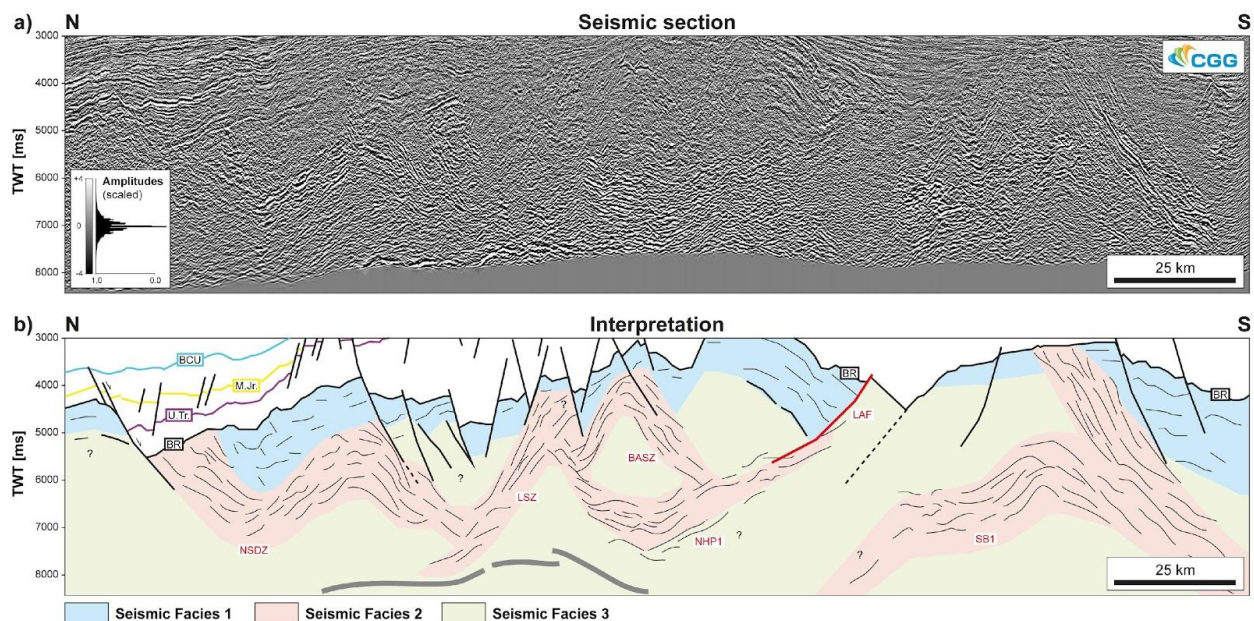 a) N Seismic section S
CGG
3000
4000
5000
6000
7000
8000
TWT [ms]
Amplitudes
(scaled)
+4
0
-4
1.0 0.0
25 km
b) N Interpretation S
3000
4000
5000
6000
7000
8000
TWT [ms]
BCU
M.Jr.
U.Tr.
BR
BR
BR
LAF
?
?
?
BASZ
LSZ
NSDZ
NHP1
?
SB1
?
25 km
Seismic Facies 1 Seismic Facies 2 Seismic Facies 3